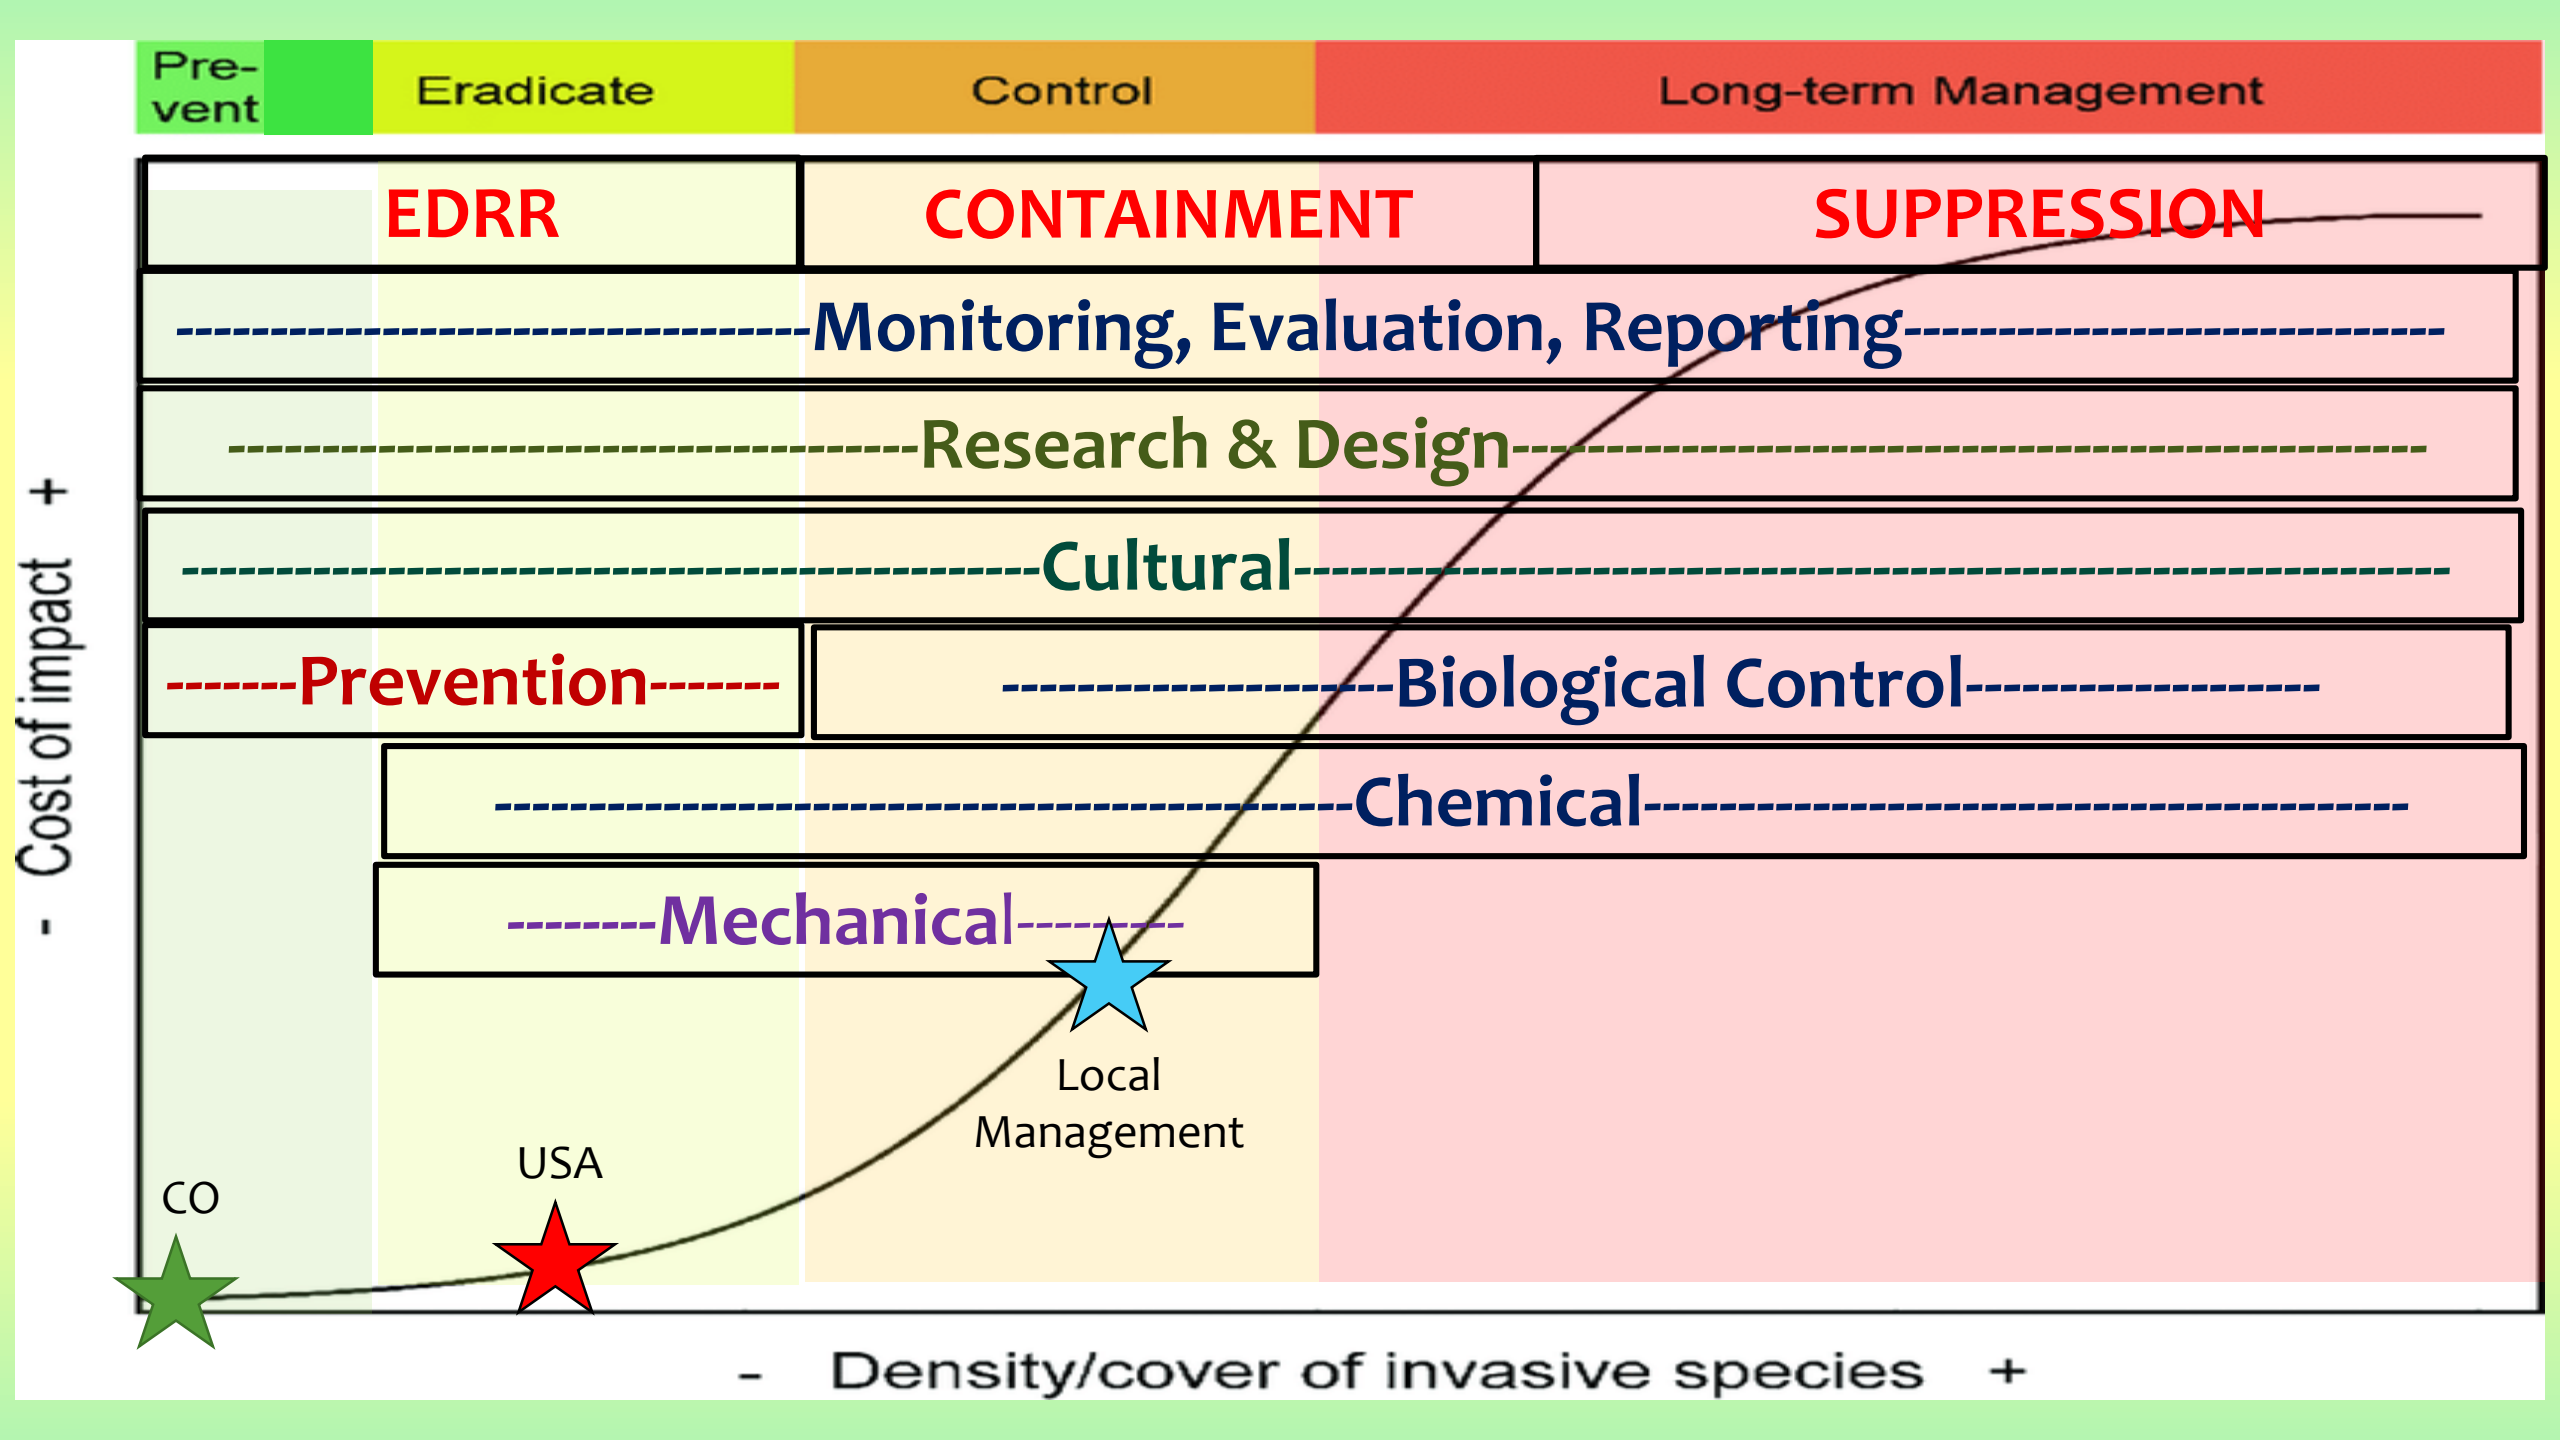 Pre-
vent
Eradicate
Control
Long-term Management
EDRR
CONTAINMENT
SUPPRESSION
----------------------------------Monitoring, Evaluation, Reporting-----------------------------
-------------------------------------Research & Design-------------------------------------------------
----------------------------------------------Cultural--------------------------------------------------------------
-------Prevention-------
---------------------Biological Control-------------------
----------------------------------------------Chemical-----------------------------------------
--------Mechanical---------
Local
Management
USA
CO
- Cost of impact +
- Density/cover of invasive species +